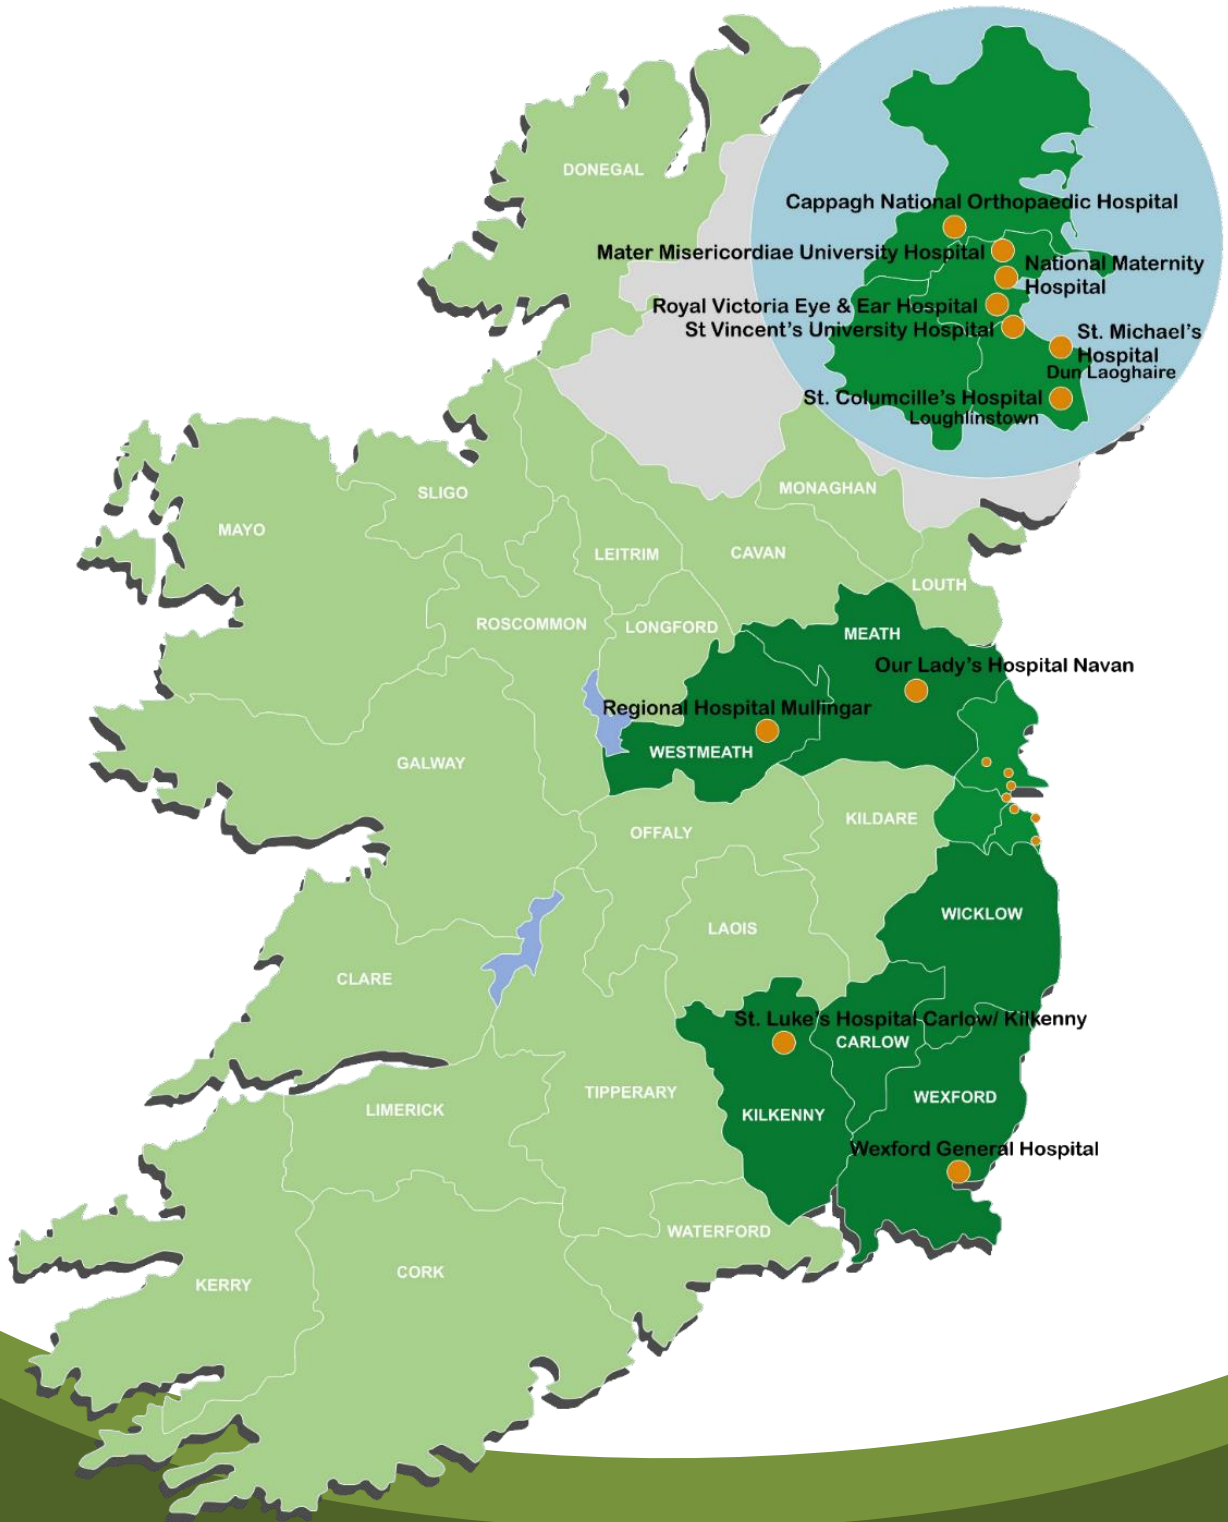 DONEGAL
Cappagh National Orthopaedic Hospital
Mater Misericordiae University Hospital
National Maternity
Hospital
Royal Victoria Eye & Ear Hospital
St Vincent's University Hospital
St. Michael's
Hospital
Dun Laoghaire
St. Columcille's Hospital
Loughlinstown
MONAGHAN
SLIGO
MAYO
LEITRIM
CAVAN
LOUTH
ROSCOMMON
LONGFORD
MEATH
Our Lady's Hospital Navan
Regional Hospital Mullingar
WESTMEATH
GALWAY
OFFALY
KILDARE
WICKLOW
LAOIS
CLARE
St. Luke's Hospital Carlow/ Kilkenny
CARLOW
TIPPERARY
WEXFORD
LIMERICK
KILKENNY
Wexford General Hospital
WATERFORD
CORK
KERRY